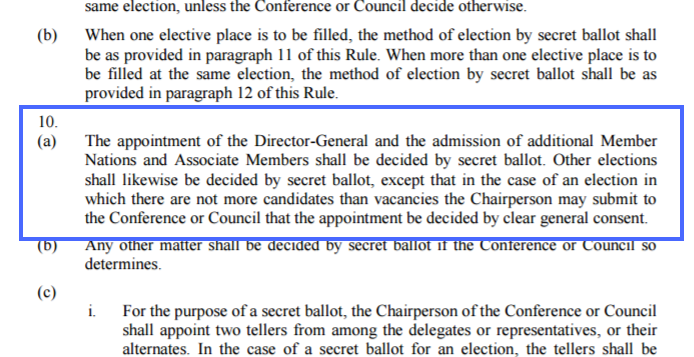 same election, unless the Conference or Council decide otherwise.
(b) When one elective place is to be filled, the method of election by secret ballot shall
be as provided in paragraph 11 of this Rule. When more than one elective place is to
be filled at the same election, the method of election by secret ballot shall be as
provided in paragraph 12 of this Rule.
10.
(a) The appointment of the Director-General and the admission of additional Member
Nations and Associate Members shall be decided by secret ballot. Other elections
shall likewise be decided by secret ballot, except that in the case of an election in
which there are not more candidates than vacancies the Chairperson may submit to
the Conference or Council that the appointment be decided by clear general consent.
(b) Any other matter shall be decided by secret ballot if the Conference or Council so
determines.
(c)
i. For the purpose of a secret ballot, the Chairperson of the Conference or Council
shall appoint two tellers from among the delegates or representatives, or their
alternates. In the case of a secret ballot for an election, the tellers shall be